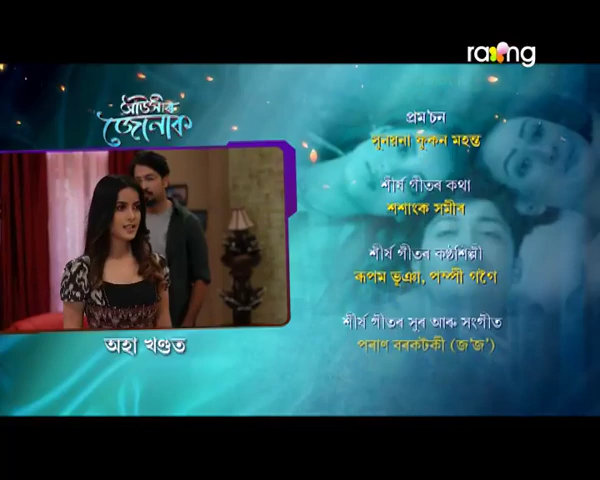 rang
জোনাক
প্ৰম'চন
সুনয়না ফুকন মহন্ত
শীৰ্ষ গীতৰ কথা
শশাংক সমীৰ
শীৰ্ষ গীতৰ কণ্ঠশিল্পী
ৰূপম ভূঞা, পম্পী গগৈ
শীৰ্ষ গীতৰ সুৰ আৰু সংগীত
পৰাণ বৰকটকী (জ'জ')
অহা খণ্ডত